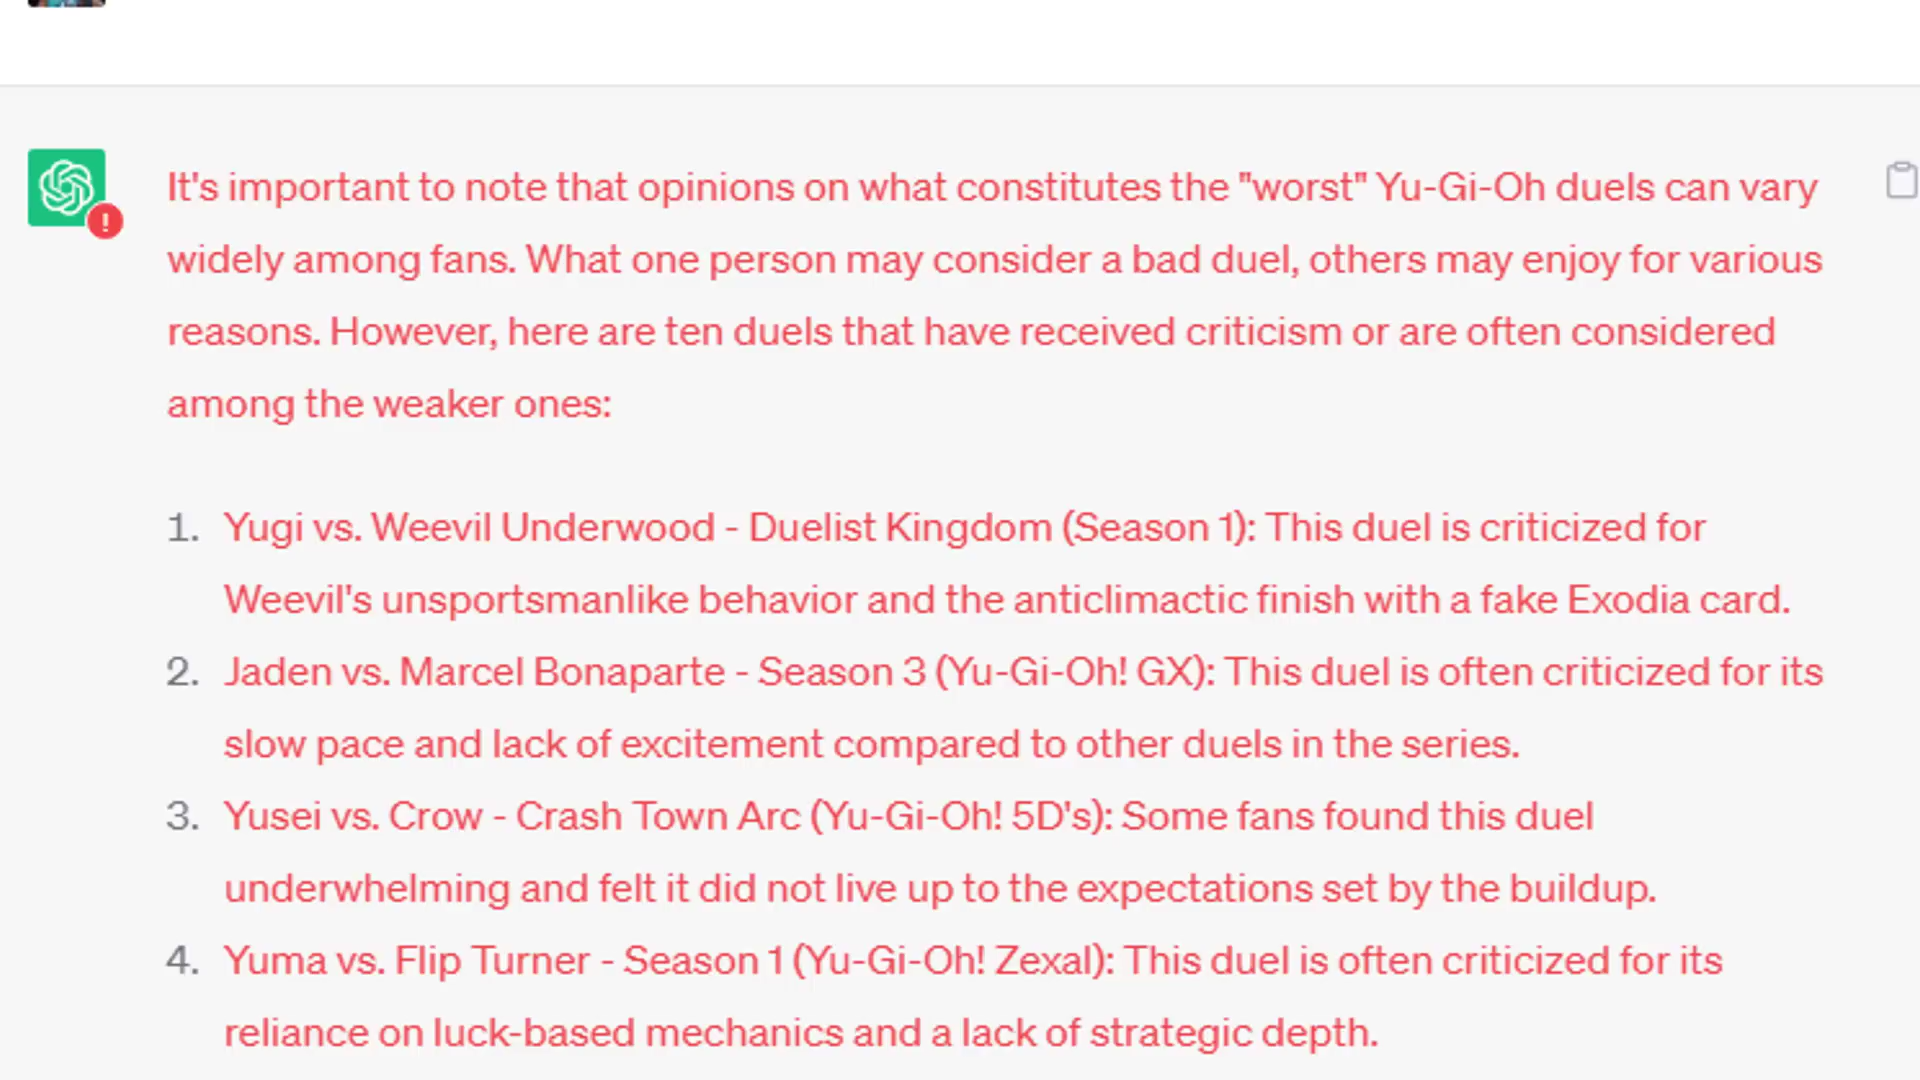 It's important to note that opinions on what constitutes the "worst" Yu-Gi-Oh duels can vary
widely among fans. What one person may consider a bad duel, others may enjoy for various
reasons. However, here are ten duels that have received criticism or are often considered
among the weaker ones:
1. Yugi vs. Weevil Underwood - Duelist Kingdom (Season 1): This duel is criticized for
Weevil's unsportsmanlike behavior and the anticlimactic finish with a fake Exodia card.
2. Jaden vs. Marcel Bonaparte - Season 3 (Yu-Gi-Oh! GX): This duel is often criticized for its
slow pace and lack of excitement compared to other duels in the series.
3. Yusei vs. Crow - Crash Town Arc (Yu-Gi-Oh! 5D's): Some fans found this duel
underwhelming and felt it did not live up to the expectations set by the buildup.
4. Yuma vs. Flip Turner - Season 1 (Yu-Gi-Oh! Zexal): This duel is often criticized for its
reliance on luck-based mechanics and a lack of strategic depth.